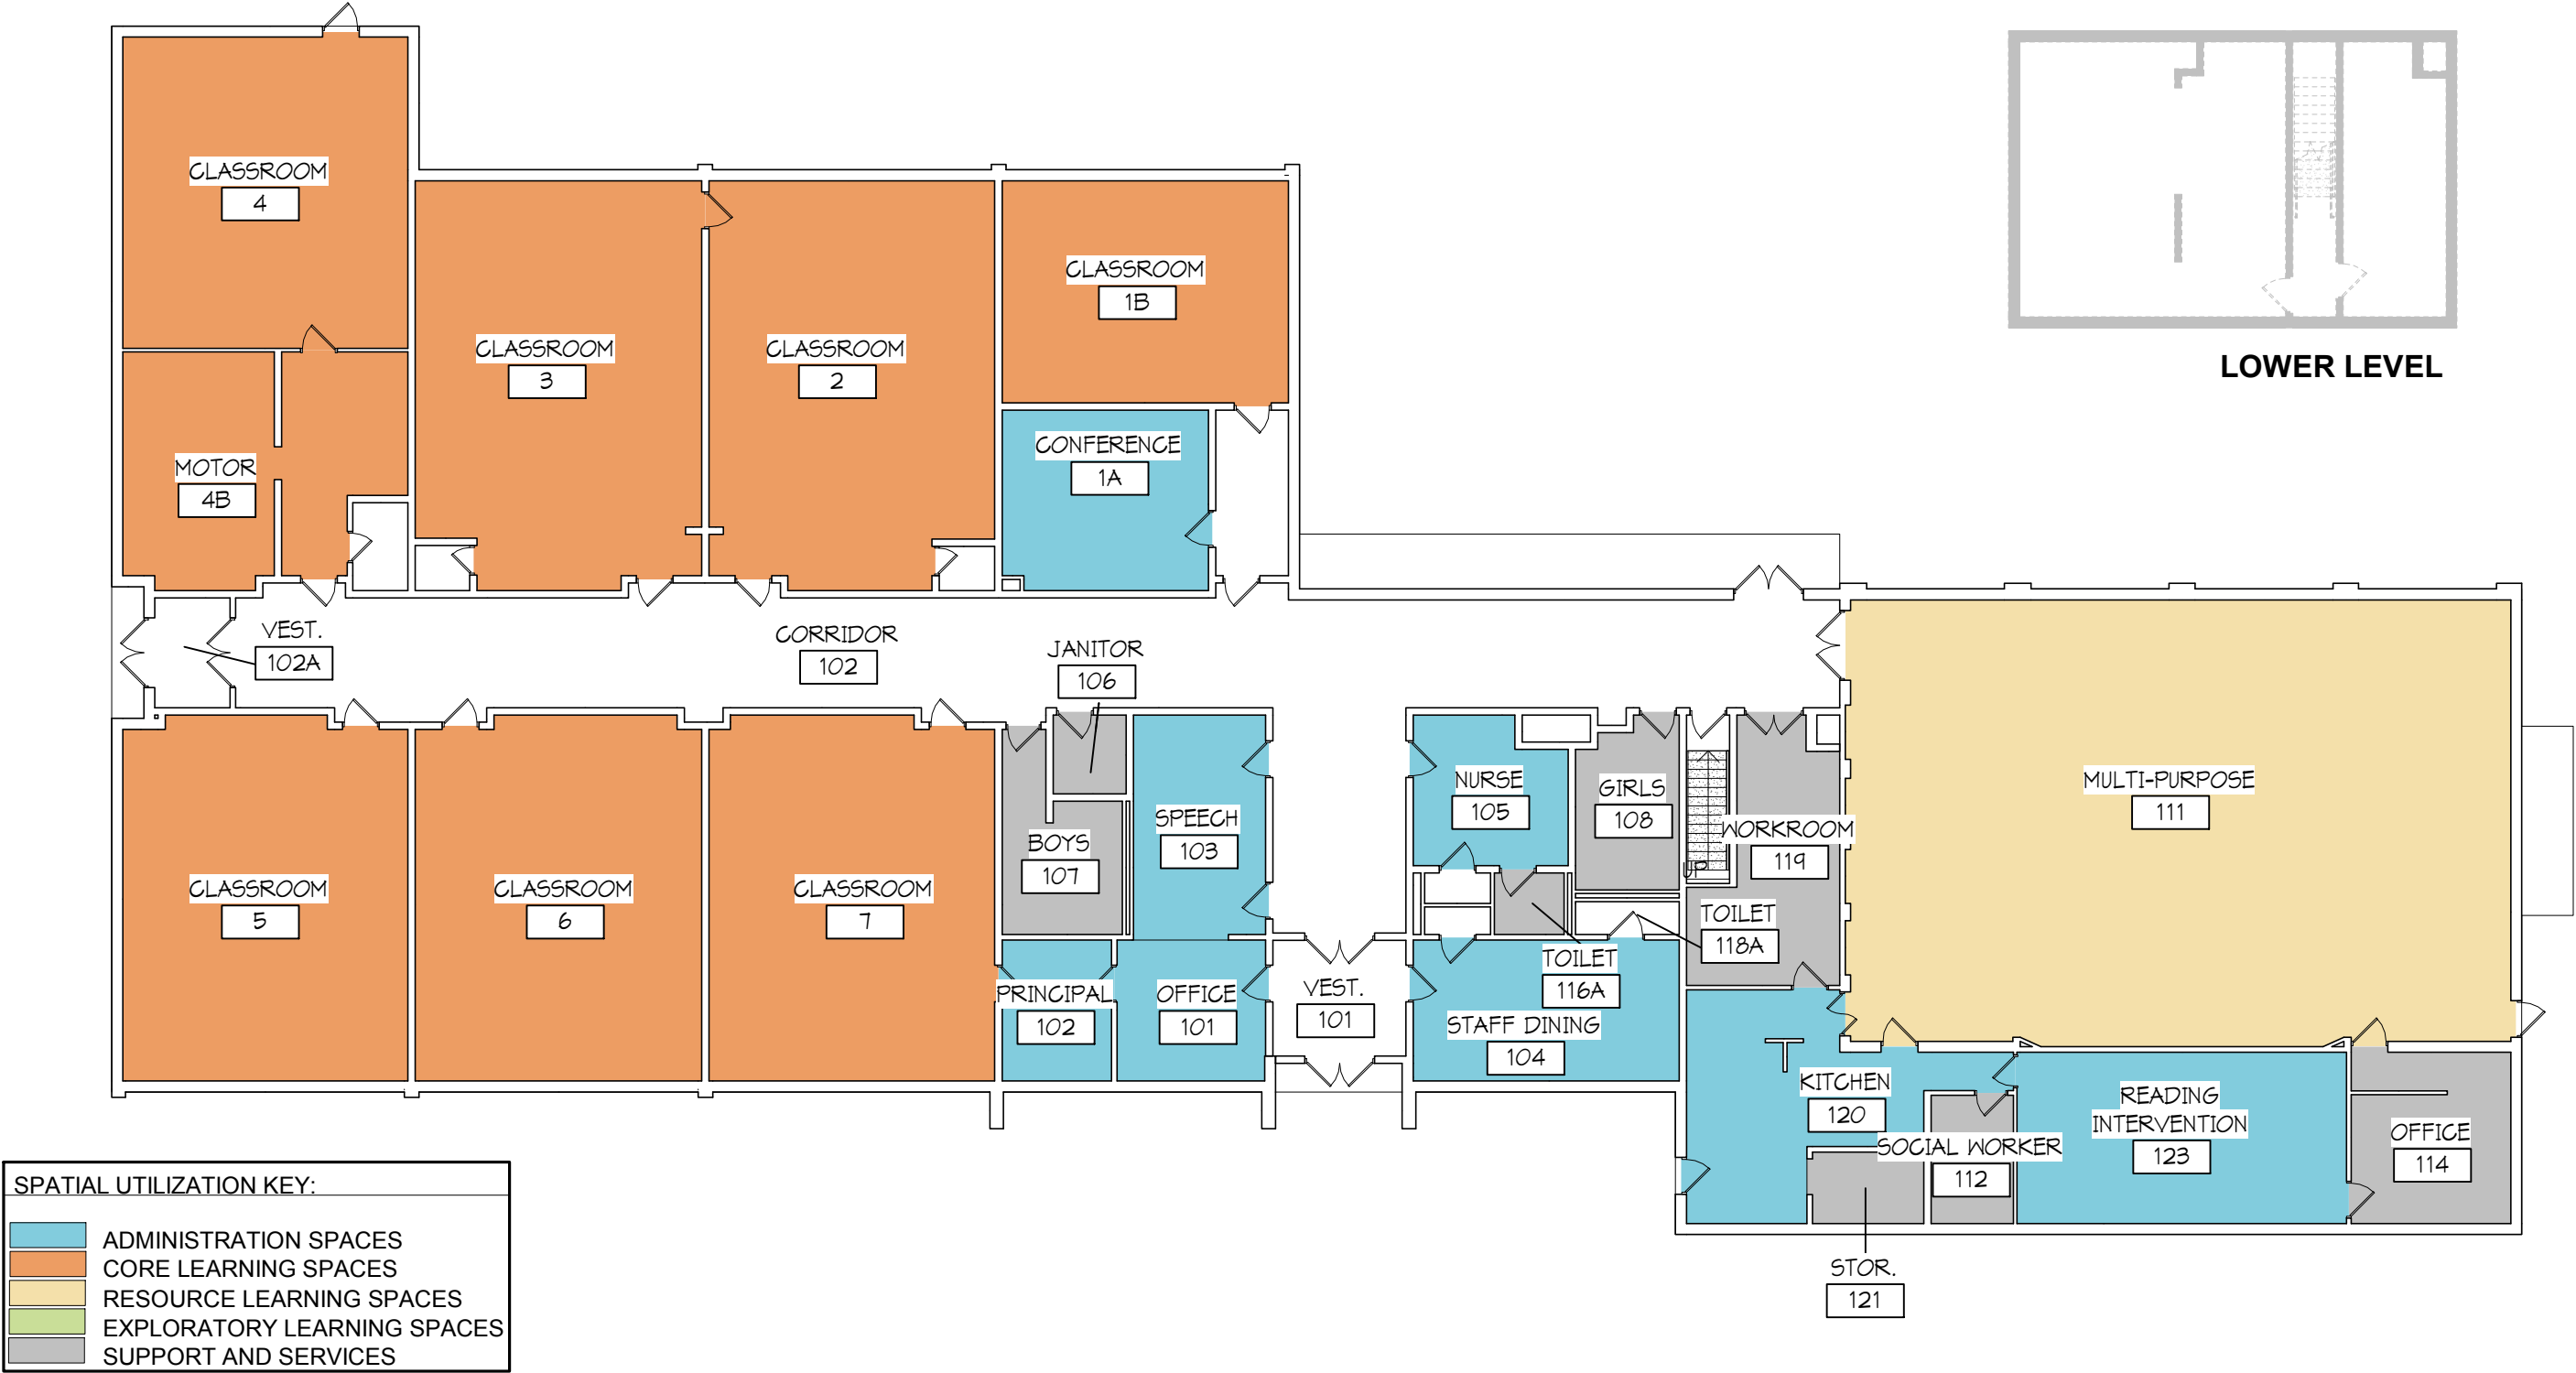 CLASSROOM
4
CLASSROOM
1B
CLASSROOM
3
CLASSROOM
2
LOWER LEVEL
CONFERENCE
1A
MOTOR
4B
VEST.
102A
CORRIDOR
102
JANITOR
106
CLASSROOM
5
CLASSROOM
6
CLASSROOM
7
BOYS
107
SPEECH
103
NURSE
105
GIRLS
108
UP
WORKROOM
119
MULTI-PURPOSE
111
TOILET
118A
TOILET
116A
PRINCIPAL
102
OFFICE
101
VEST.
101
STAFF DINING
104
KITCHEN
120
SOCIAL WORKER
112
READING
INTERVENTION
123
OFFICE
114
STOR.
121
SPATIAL UTILIZATION KEY:
ADMINISTRATION SPACES
CORE LEARNING SPACES
RESOURCE LEARNING SPACES
EXPLORATORY LEARNING SPACES
SUPPORT AND SERVICES